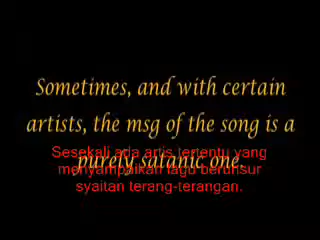 Sometimes, and with certain
artists, the msg of the song is a
purely satanic one.
Sesekali ada artis tertentu yang
menyampaikan lagu berunsur
syaitan terang-terangan.